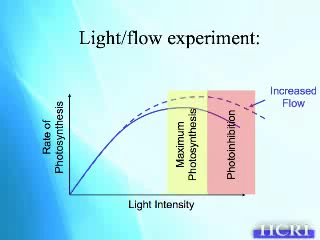 Light/flow experiment:
Increased
Flow
Rate of
Photosynthesis
Maximum
Photosynthesis
Photoinhibition
Light Intensity
HCRI